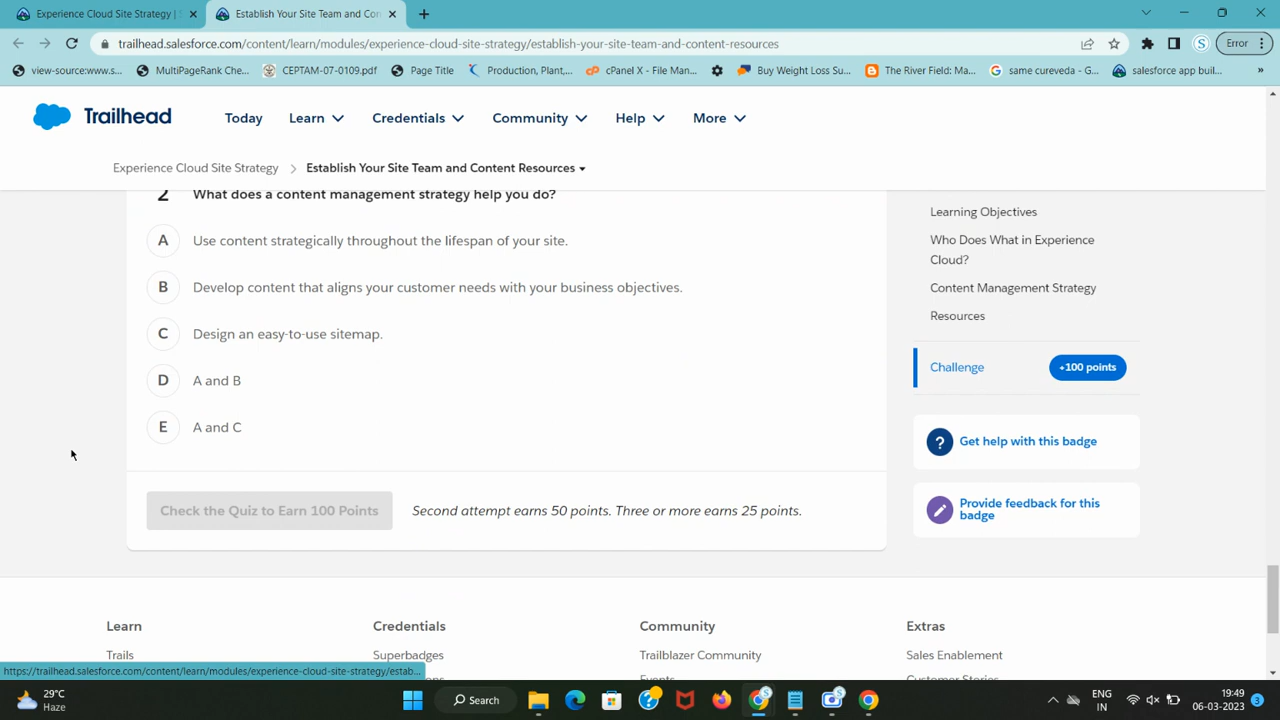 Experience Cloud Site Strategy |
Establish Your Site Team and Con
trailhead.salesforce.com/content/learn/modules/experience-cloud-site-strategy/establish-your-site-team-and-content-resources
Error
view-source:www.s...
MultiPageRank Che...
CEPTAM-07-0109.pdf
Page Title
Production, Plant,...
cPanel X - File Man...
Buy Weight Loss Su...
The River Field: Ma...
same cureveda - G...
salesforce app buil...
Trailhead
Today
Learn
Credentials
Community
Help
More
Experience Cloud Site Strategy
Establish Your Site Team and Content Resources
2 What does a content management strategy help you do?
A Use content strategically throughout the lifespan of your site.
B Develop content that aligns your customer needs with your business objectives.
C Design an easy-to-use sitemap.
D A and B
E A and C
Check the Quiz to Earn 100 Points
Second attempt earns 50 points. Three or more earns 25 points.
Learning Objectives
Who Does What in Experience
Cloud?
Content Management Strategy
Resources
Challenge
+100 points
? Get help with this badge
Provide feedback for this
badge
Learn
Credentials
Community
Extras
Trails
Superbadges
Trailblazer Community
Sales Enablement
Events
Customer Stories
https://trailhead.salesforce.com/content/learn/modules/experience-cloud-site-strategy/estab...
29°C
Haze
Search
ENG
IN
19:49
06-03-2023
3